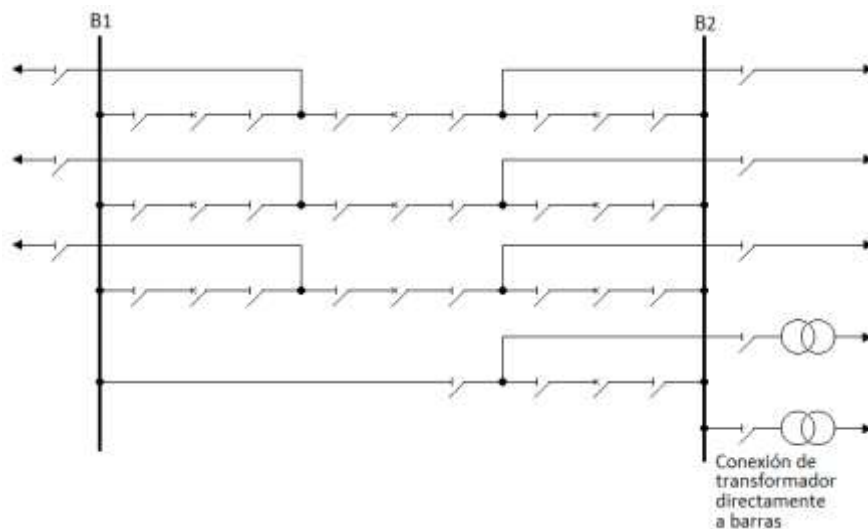 B1
B2
Conexión de
transformador
directamente
a barras